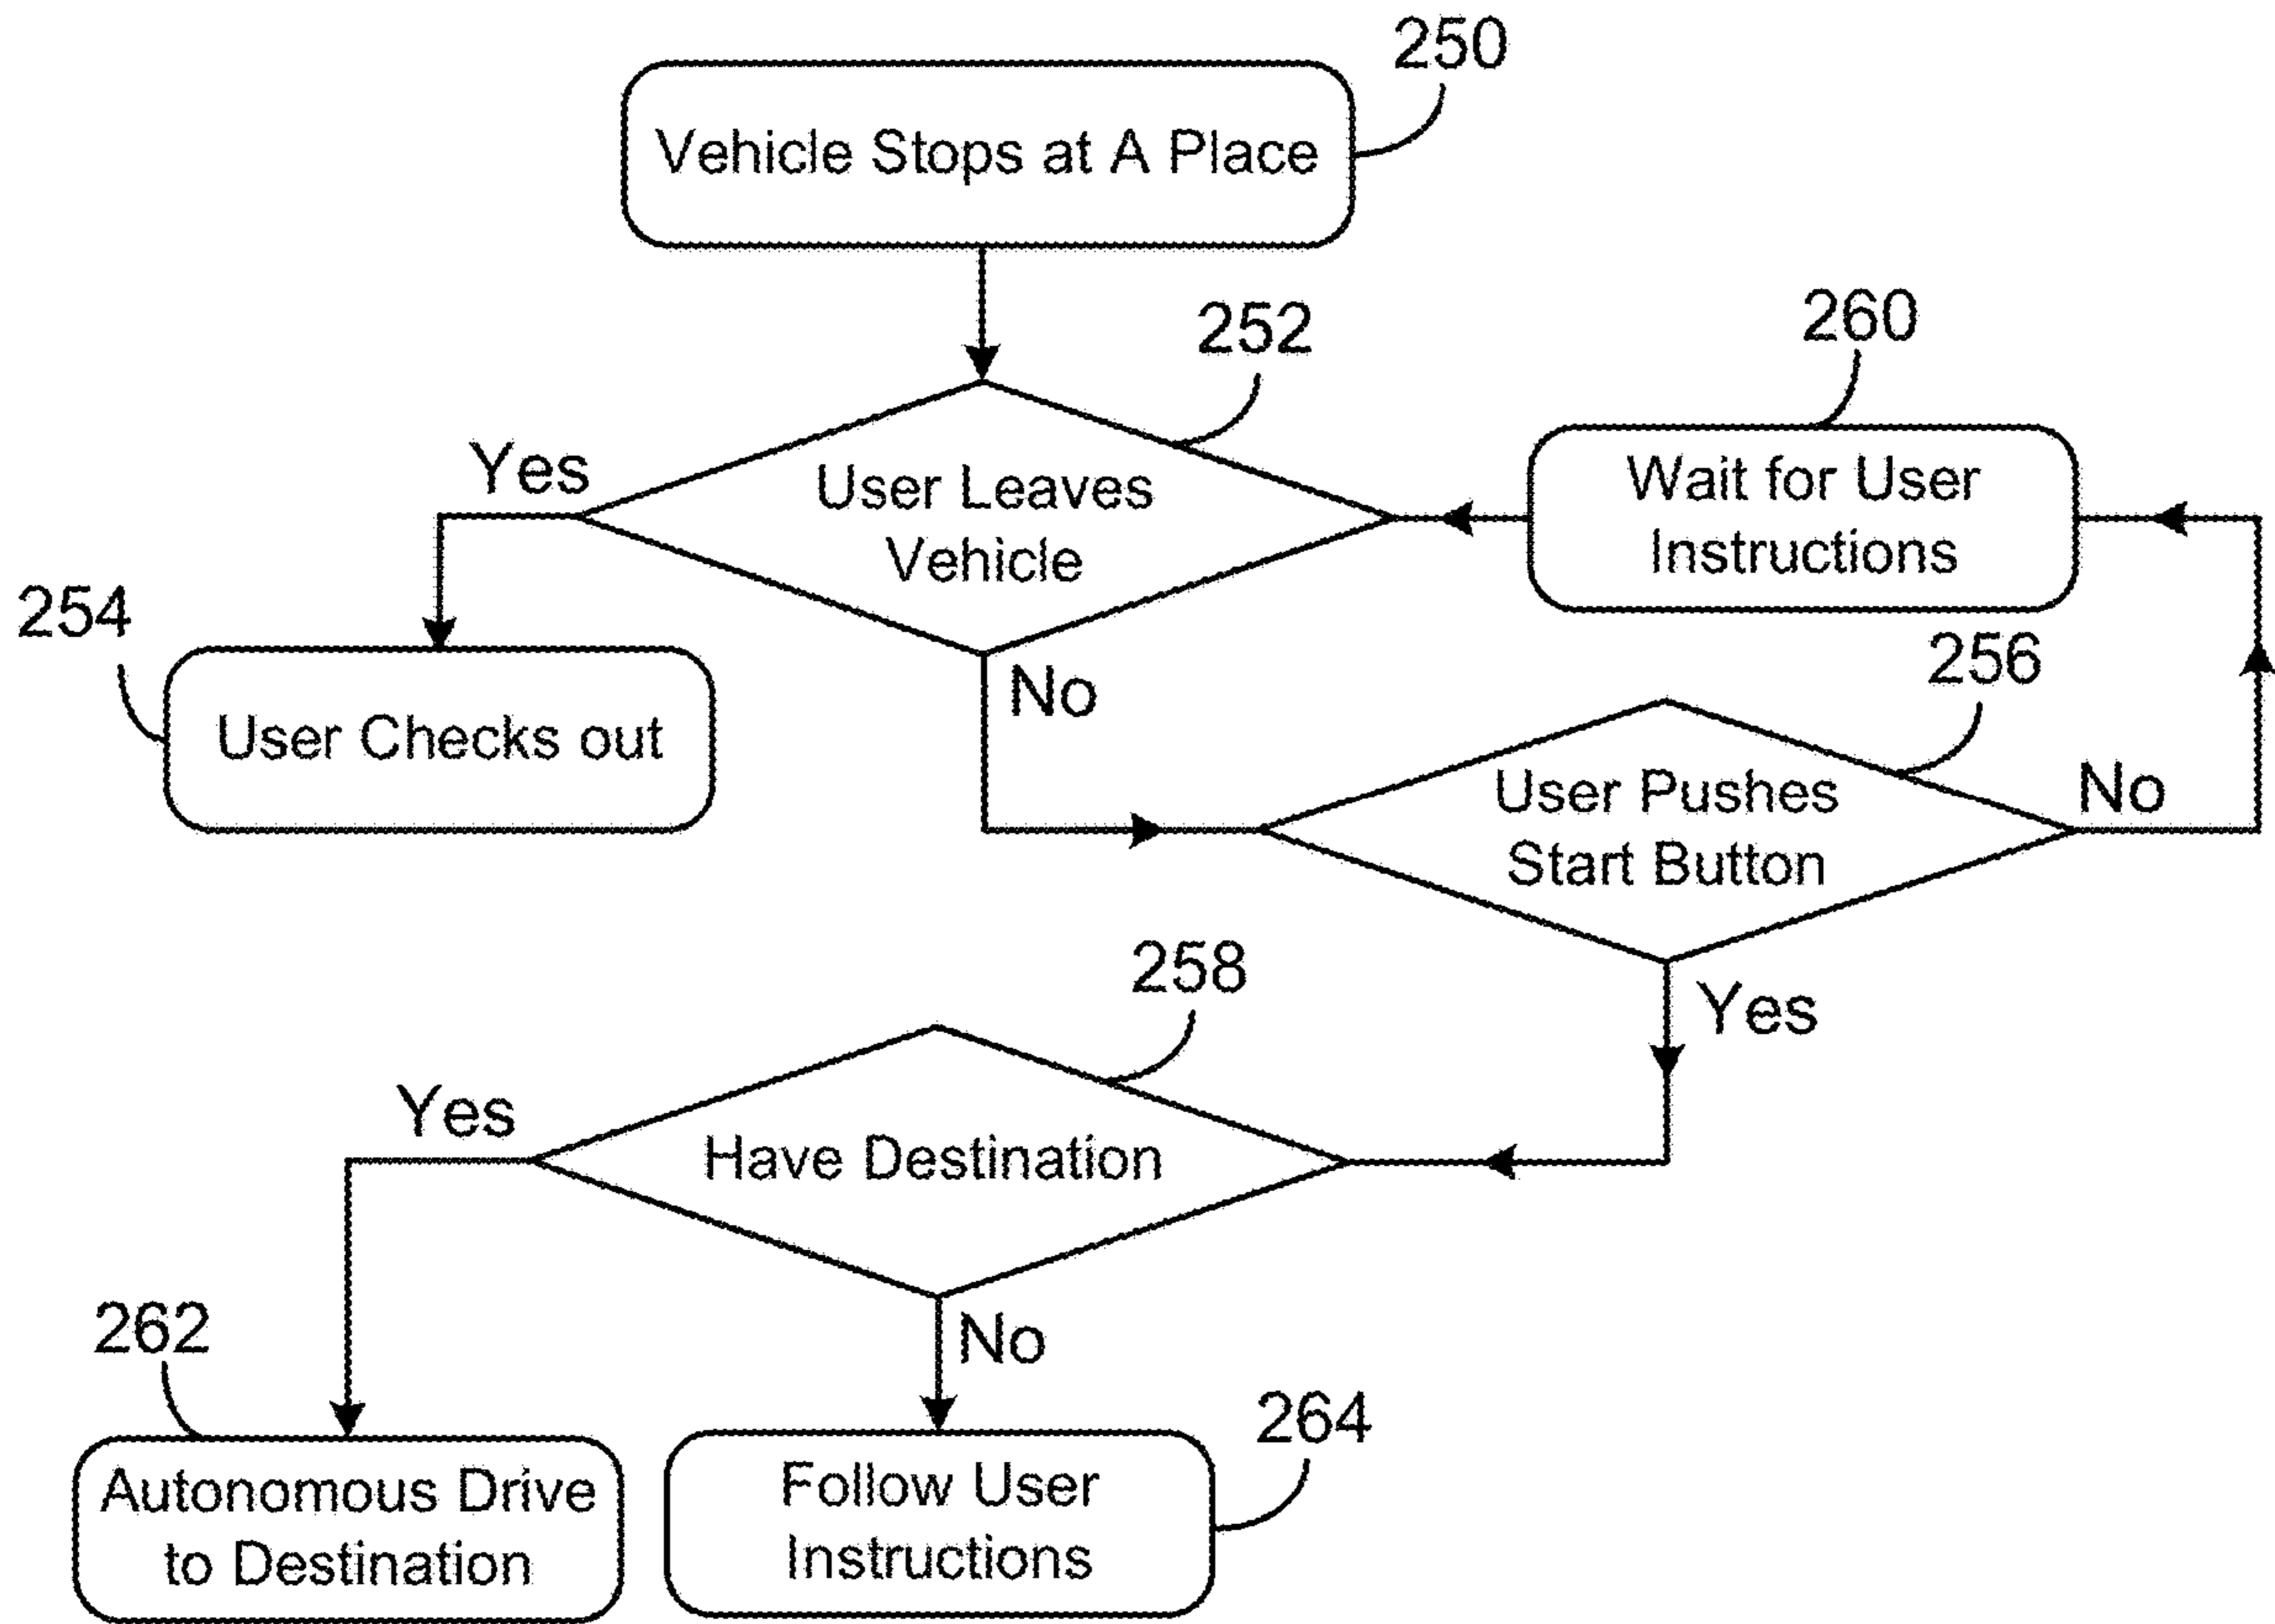 250
Vehicle Stops at A Place
252
260
Yes
User Leaves
Vehicle
Wait for User
Instructions
254
No
256
User Checks out
User Pushes
Start Button
No
258
Yes
Yes
Have Destination
262
No
264
Autonomous Drive
to Destination
Follow User
Instructions